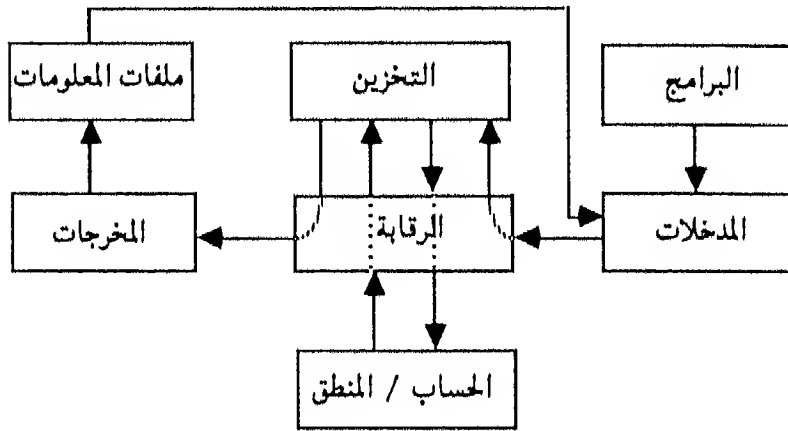 البرامج
التخزين
ملفات المعلومات
المدخلات
الرقابة
المخرجات
الحساب / المنطق